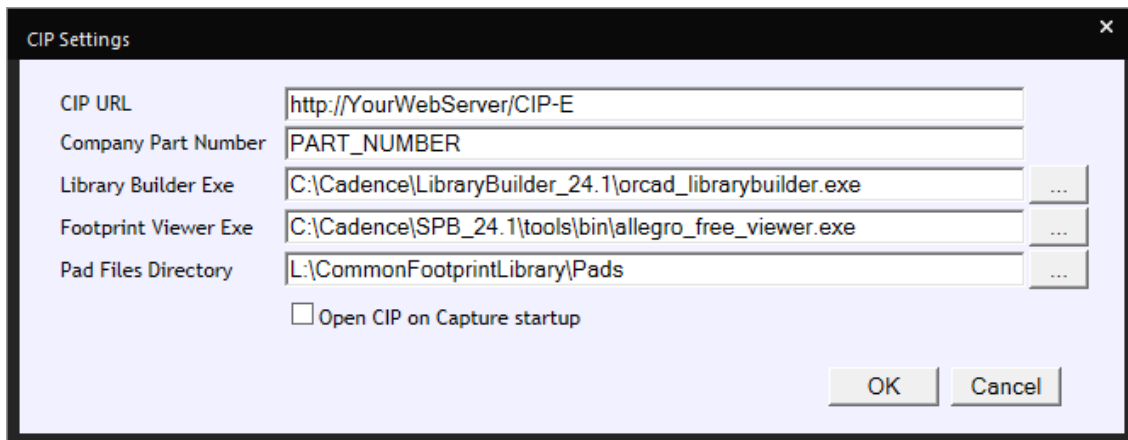 CIP Settings ×
CIP URL http://YourWebServer/CIP-E
Company Part Number PART_NUMBER
Library Builder Exe C:\Cadence\LibraryBuilder_24.1\orcad_librarybuilder.exe ...
Footprint Viewer Exe C:\Cadence\SPB_24.1\tools\bin\allegro_free_viewer.exe ...
Pad Files Directory L:\CommonFootprintLibrary\Pads ...
Open CIP on Capture startup
OK Cancel